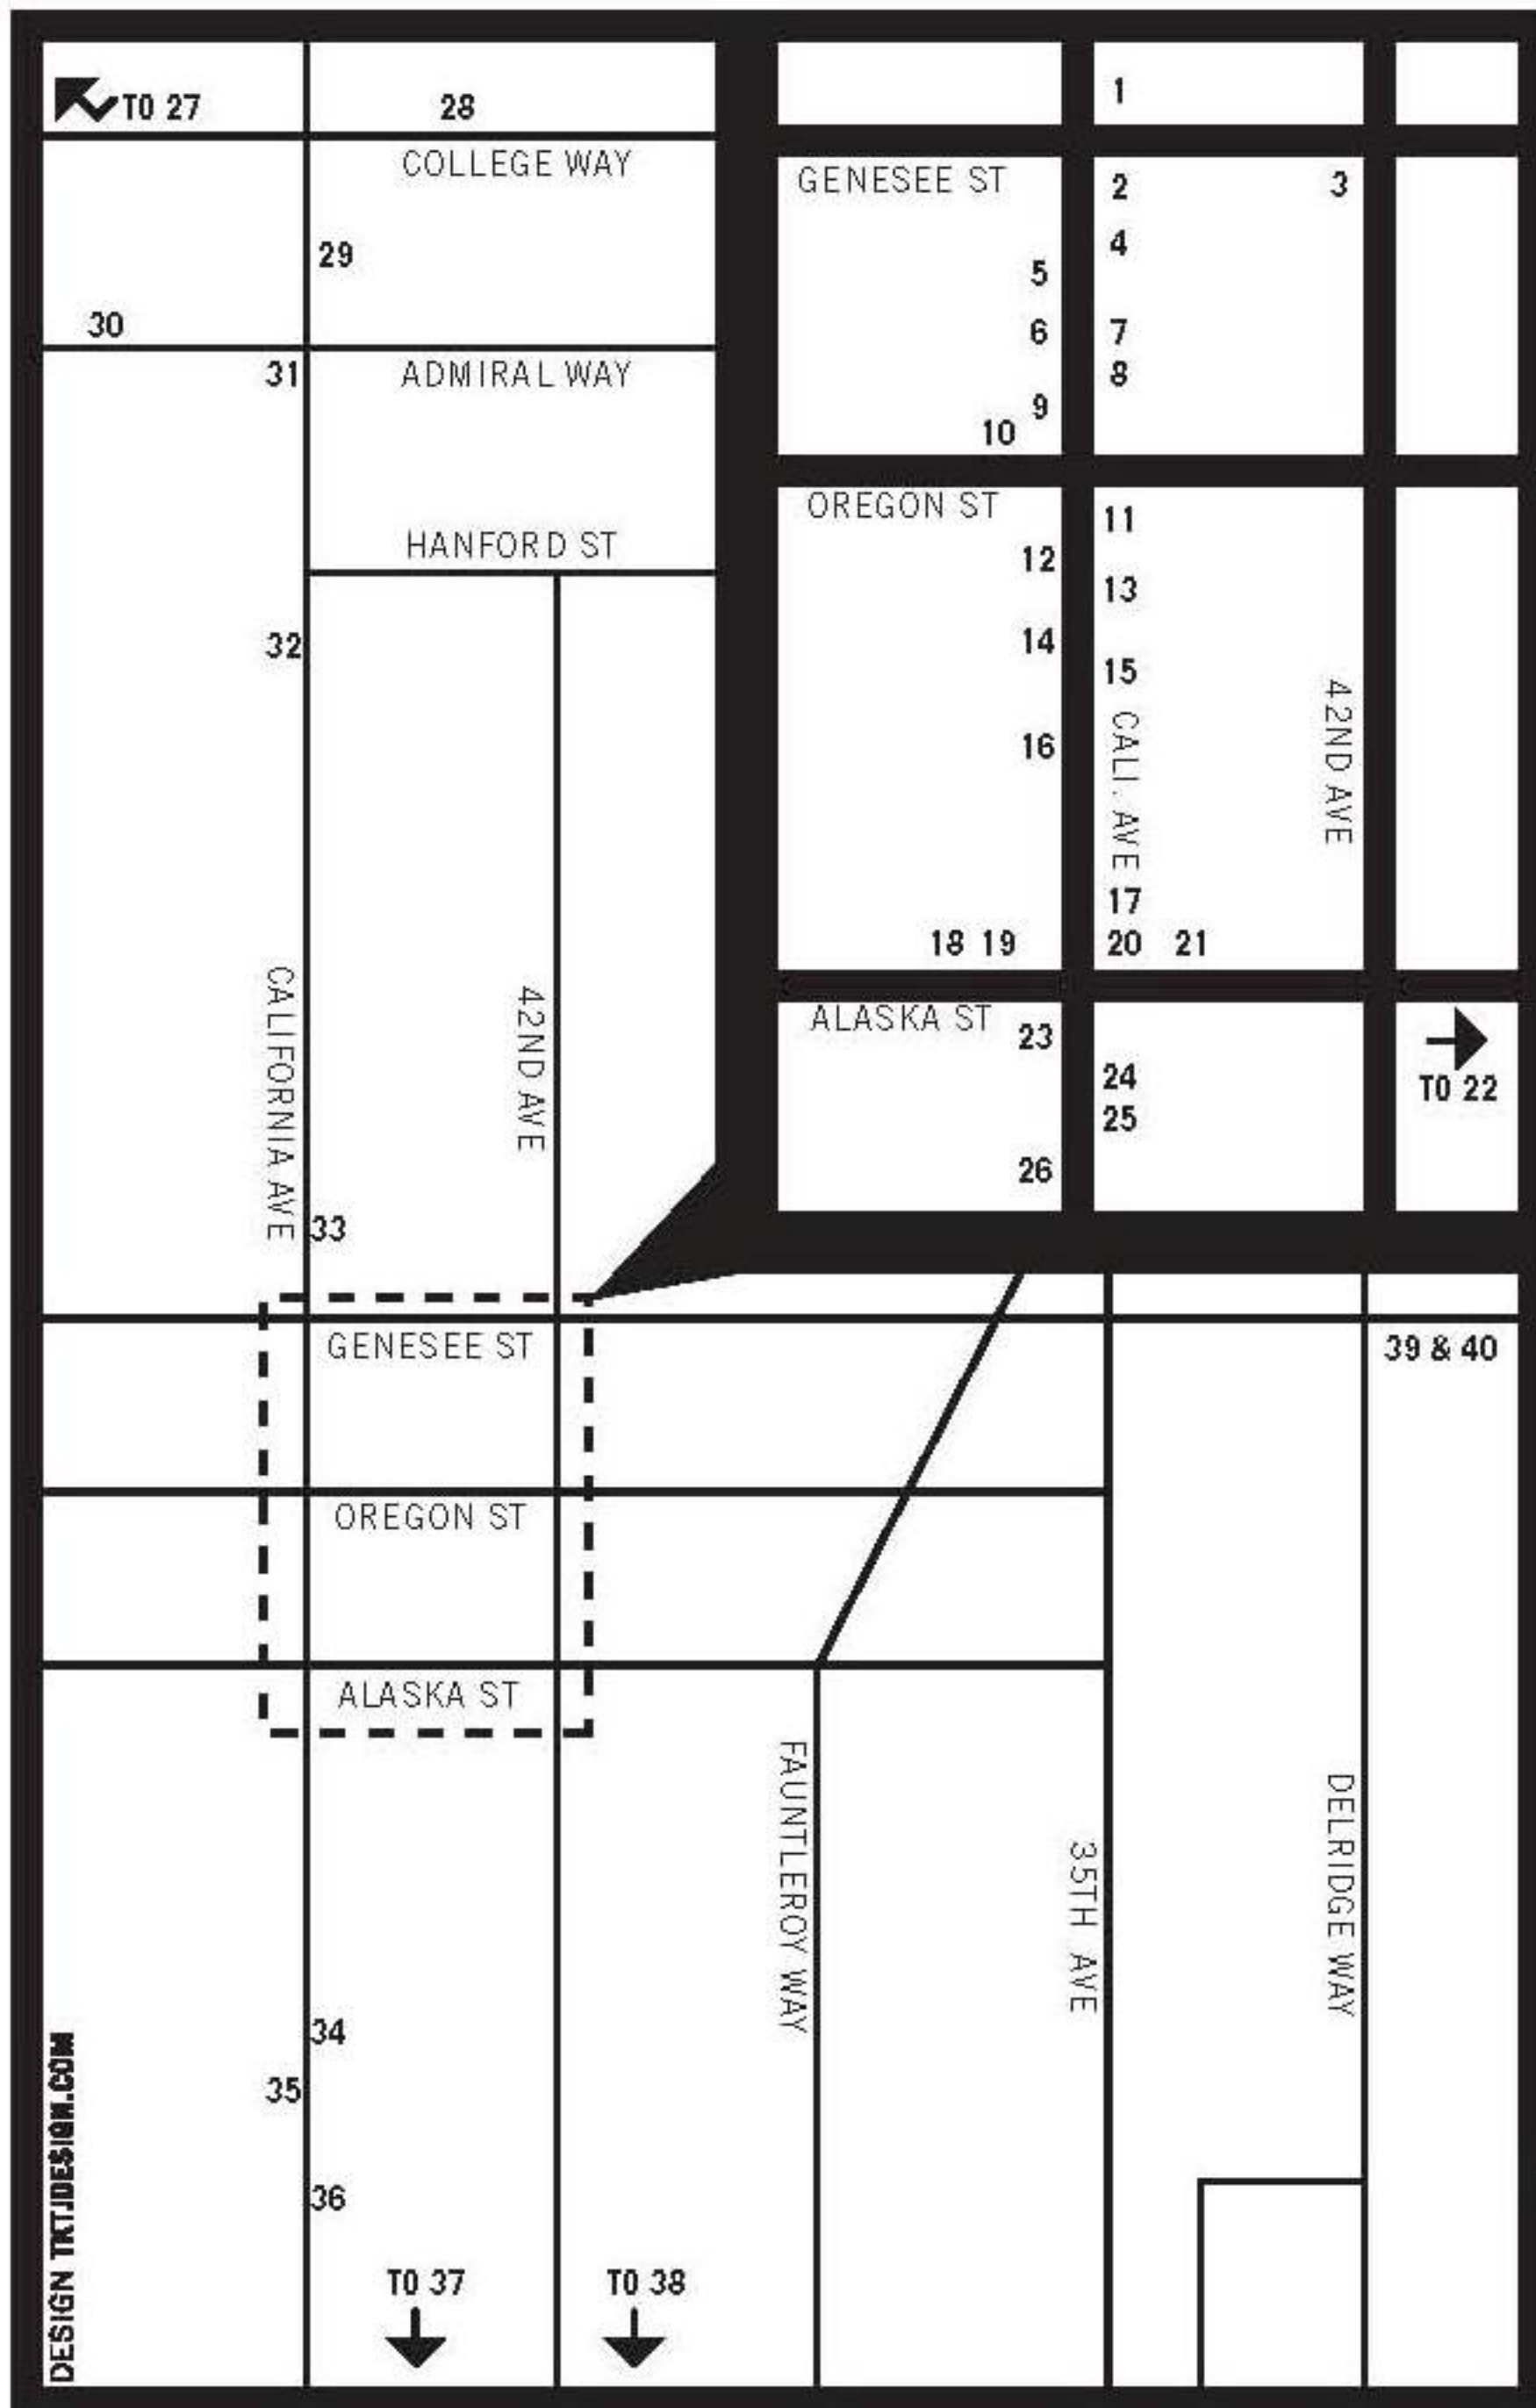 TO 27
28
COLLEGE WAY
29
30
31
ADMIRAL WAY
HANFORD ST
32
CALIFORNIA AVE
42ND AVE
33
1
GENESEE ST
2
3
4
5
6
7
8
9
10
OREGON ST
11
12
13
14
15
CALI. AVE
42ND AVE
16
17
18 19
20 21
ALASKA ST
23
24
25
26
TO 22
GENESEE ST
39 & 40
OREGON ST
ALASKA ST
FAUNTLEROY WAY
35TH AVE
DELRIDGE WAY
34
35
36
TO 37
TO 38
DESIGN TKTJDESIGN.COM